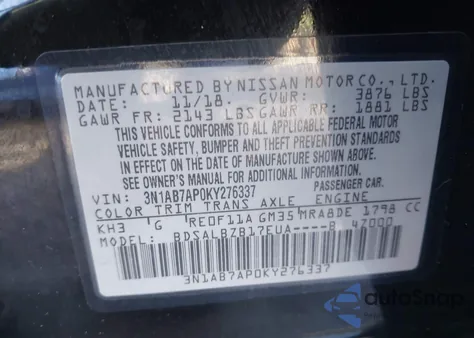 MANUFACTURED BY NISSAN MOTOR CO., LTD.
DATE: 11/18. GVWR: 3876 LBS
GAWR FR: 2143 LBS GAWR RR: 1881 LBS
THIS VEHICLE CONFORMS TO ALL APPLICABLE FEDERAL MOTOR
VEHICLE SAFETY, BUMPER AND THEFT PREVENTION STANDARDS
IN EFFECT ON THE DATE OF MANUFACTURE SHOWN ABOVE.
SEE OWNER'S MANUAL FOR ADDITIONAL INFORMATION.
VIN: 3N1AB7AP0KY276337 PASSENGER CAR.
COLOR TRIM TRANS AXLE ENGINE
KH3 G RE0F11A GM35 MRA8DE 1798 CC
MODEL: BDSALBZB17EUA----B 47000
3N1AB7AP0KY276337
autoSnap